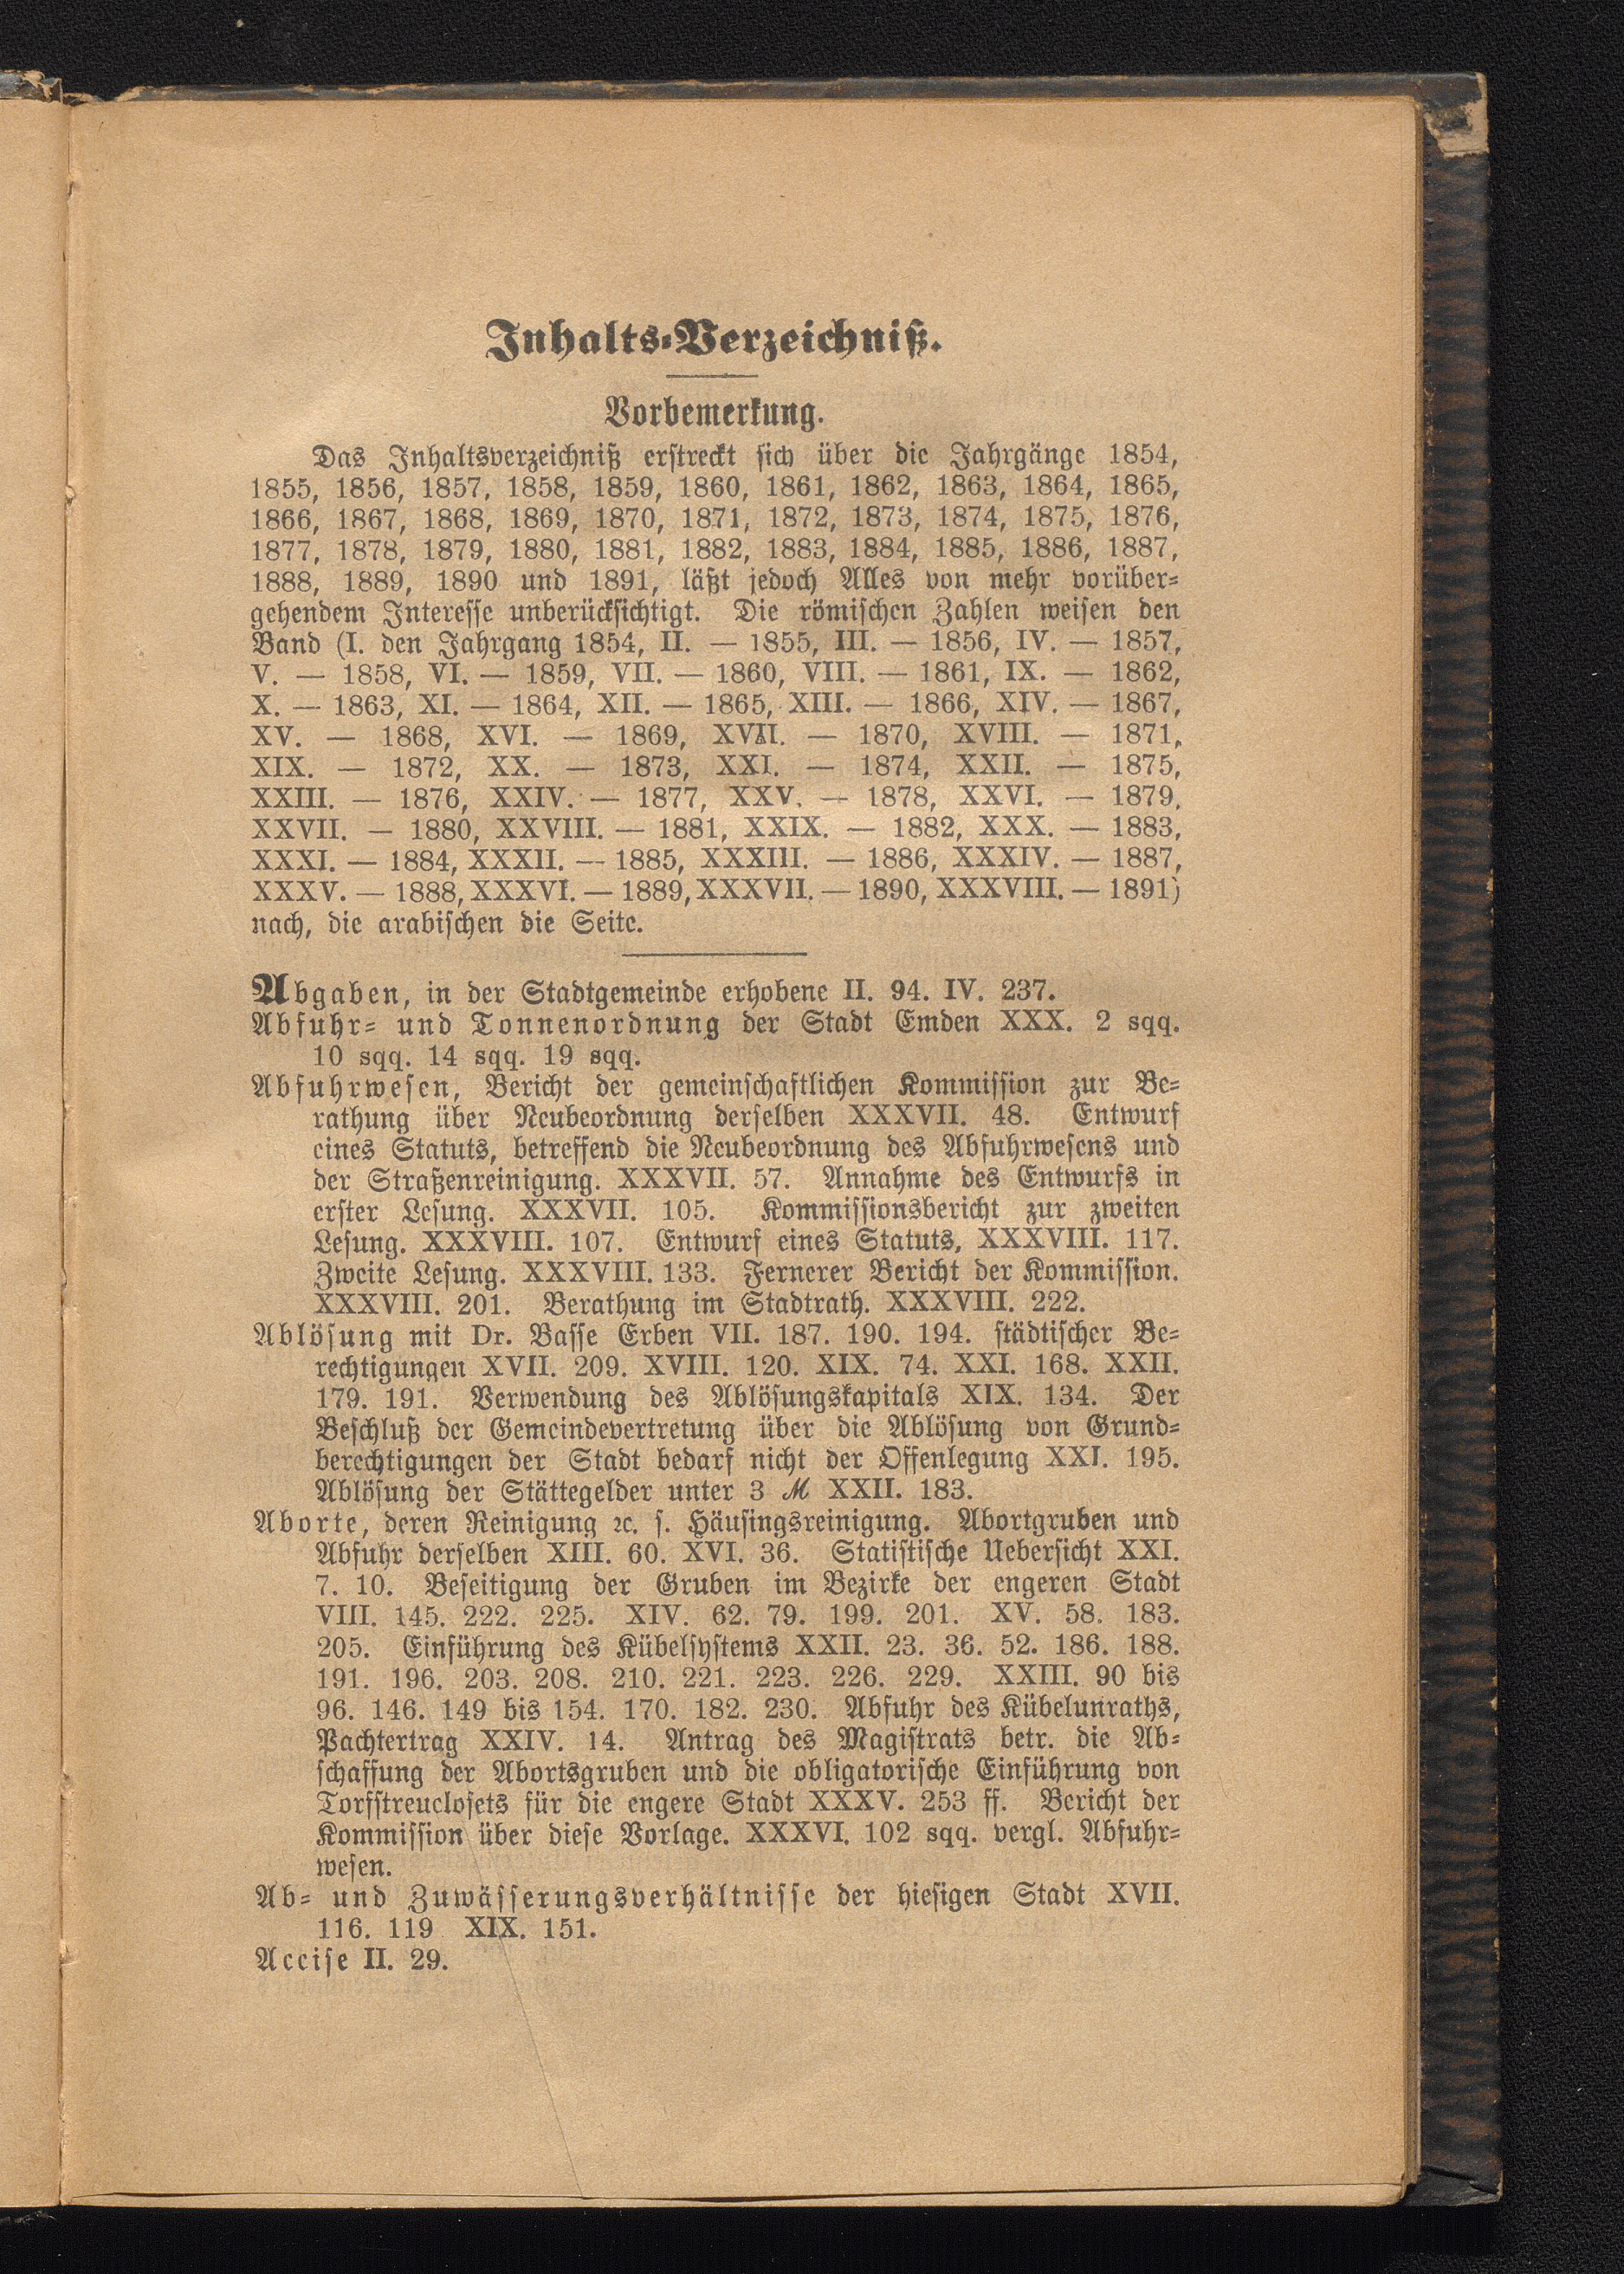 Inhalts-Verzeichniß.
Vorbemerkung.
Das Inhaltsverzeichniß erstreckt sich über die Jahrgänge 1854,
1855, 1856, 1857, 1858, 1859, 1860, 1861, 1862, 1863, 1864, 1865,
1866, 1867, 1868, 1869, 1870, 1871, 1872, 1873, 1874, 1875, 1876,
1877, 1878, 1879, 1880, 1881, 1882, 1883, 1884, 1885, 1886, 1887,
1888, 1889, 1890 und 1891, läßt jedoch Alles von mehr vorüber-
gehendem Interesse unberücksichtigt. Die römischen Zahlen weisen den
Band (I. den Jahrgang 1854, II. — 1855, III. — 1856, IV. — 1857,
V. — 1858, VI. — 1859, VII. — 1860, VIII. — 1861, IX. — 1862,
X. — 1863, XI. — 1864, XII. — 1865, XIII. — 1866, XIV. — 1867,
XV. — 1868, XVI. — 1869, XVII. — 1870, XVIII. — 1871,
XIX. — 1872, XX. — 1873, XXI. — 1874, XXII. — 1875,
XXIII. — 1876, XXIV. — 1877, XXV. — 1878, XXVI. — 1879,
XXVII. — 1880, XXVIII. — 1881, XXIX. — 1882, XXX. — 1883,
XXXI. — 1884, XXXII. — 1885, XXXIII. — 1886, XXXIV. — 1887,
XXXV. — 1888, XXXVI. — 1889, XXXVII. — 1890, XXXVIII. — 1891)
nach, die arabischen die Seite.
Abgaben, in der Stadtgemeinde erhobene II. 94. IV. 237.
Abfuhr- und Tonnenordnung der Stadt Emden XXX. 2 sqq.
10 sqq. 14 sqq. 19 sqq.
Abfuhrwesen, Bericht der gemeinschaftlichen Kommission zur Be-
rathung über Neubeordnung derselben XXXVII. 48. Entwurf
eines Statuts, betreffend die Neubeordnung des Abfuhrwesens und
der Straßenreinigung. XXXVII. 57. Annahme des Entwurfs in
erster Lesung. XXXVII. 105. Kommissionsbericht zur zweiten
Lesung. XXXVIII. 107. Entwurf eines Statuts, XXXVIII. 117.
Zweite Lesung. XXXVIII. 133. Fernerer Bericht der Kommission.
XXXVIII. 201. Berathung im Stadtrath. XXXVIII. 222.
Ablösung mit Dr. Basse Erben VII. 187. 190. 194. städtischer Be-
rechtigungen XVII. 209. XVIII. 120. XIX. 74. XXI. 168. XXII.
179. 191. Verwendung des Ablösungskapitals XIX. 134. Der
Beschluß der Gemeindevertretung über die Ablösung von Grund-
berechtigungen der Stadt bedarf nicht der Offenlegung XXI. 195.
Ablösung der Stättegelder unter 3 ℳ XXII. 183.
Aborte, deren Reinigung ꝛc. s. Häusingsreinigung. Abortgruben und
Abfuhr derselben XIII. 60. XVI. 36. Statistische Uebersicht XXI.
7. 10. Beseitigung der Gruben im Bezirke der engeren Stadt
VIII. 145. 222. 225. XIV. 62. 79. 199. 201. XV. 58. 183.
205. Einführung des Kübelsystems XXII. 23. 36. 52. 186. 188.
191. 196. 203. 208. 210. 221. 223. 226. 229. XXIII. 90 bis
96. 146. 149 bis 154. 170. 182. 230. Abfuhr des Kübelunraths,
Pachtertrag XXIV. 14. Antrag des Magistrats betr. die Ab-
schaffung der Abortsgruben und die obligatorische Einführung von
Torfstreuclosets für die engere Stadt XXXV. 253 ff. Bericht der
Kommission über diese Vorlage. XXXVI. 102 sqq. vergl. Abfuhr-
wesen.
Ab- und Zuwässerungsverhältnisse der hiesigen Stadt XVII.
116. 119 XIX. 151.
Accise II. 29.